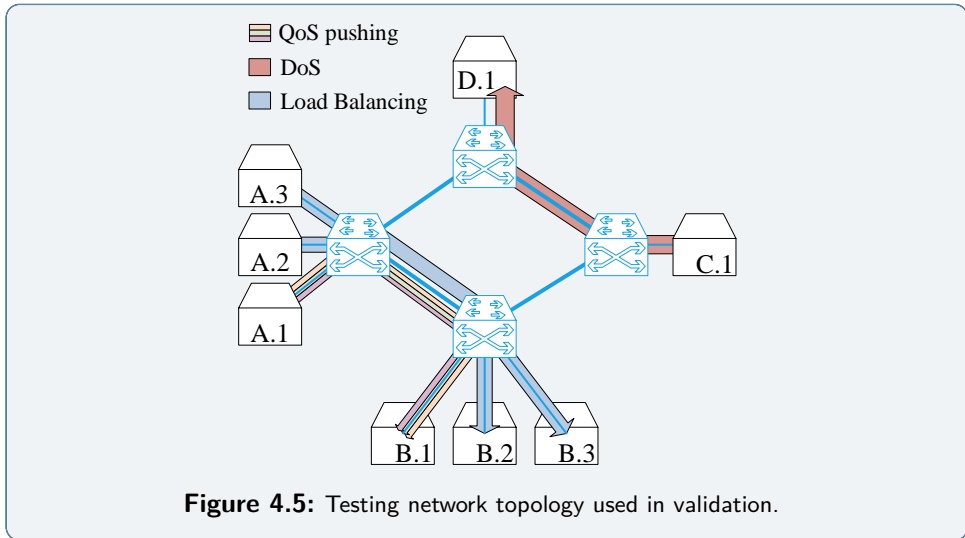 QoS pushing
DoS
Load Balancing
D.1
A.3
A.2
C.1
A.1
B.1
B.2
B.3
Figure 4.5: Testing network topology used in validation.